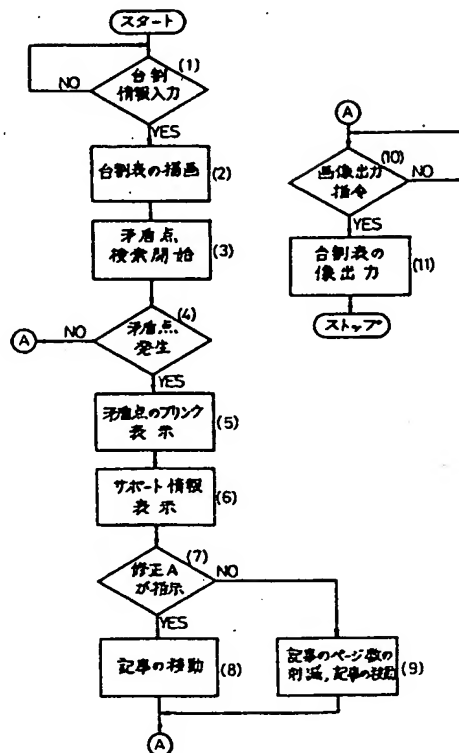 スタート
(1)
台割
情報入力
NO
YES
台割表の描画
(2)
矛盾点
検索開始
(3)
(4)
矛盾点
発生
NO
A
YES
矛盾点のブリンク
表示
(5)
サポート情報
表示
(6)
(7)
修正A
が指示
NO
YES
記事の移動
(8)
記事のページ数の
削減,記事の移動
(9)
A
A
(10)
画像出力
指令
NO
YES
台割表の
像出力
(11)
ストップ